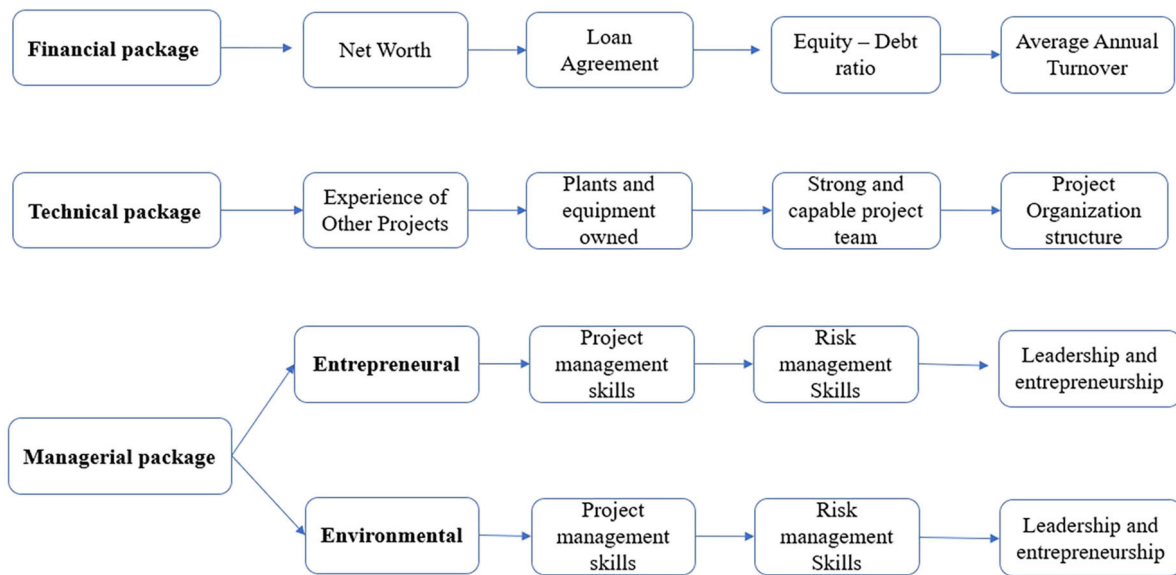 Financial package
Net Worth
Loan
Agreement
Equity – Debt
ratio
Average Annual
Turnover
Technical package
Experience of
Other Projects
Plants and
equipment
owned
Strong and
capable project
team
Project
Organization
structure
Managerial package
Entrepreneural
Project
management
skills
Risk
management
Skills
Leadership and
entrepreneurship
Environmental
Project
management
skills
Risk
management
Skills
Leadership and
entrepreneurship